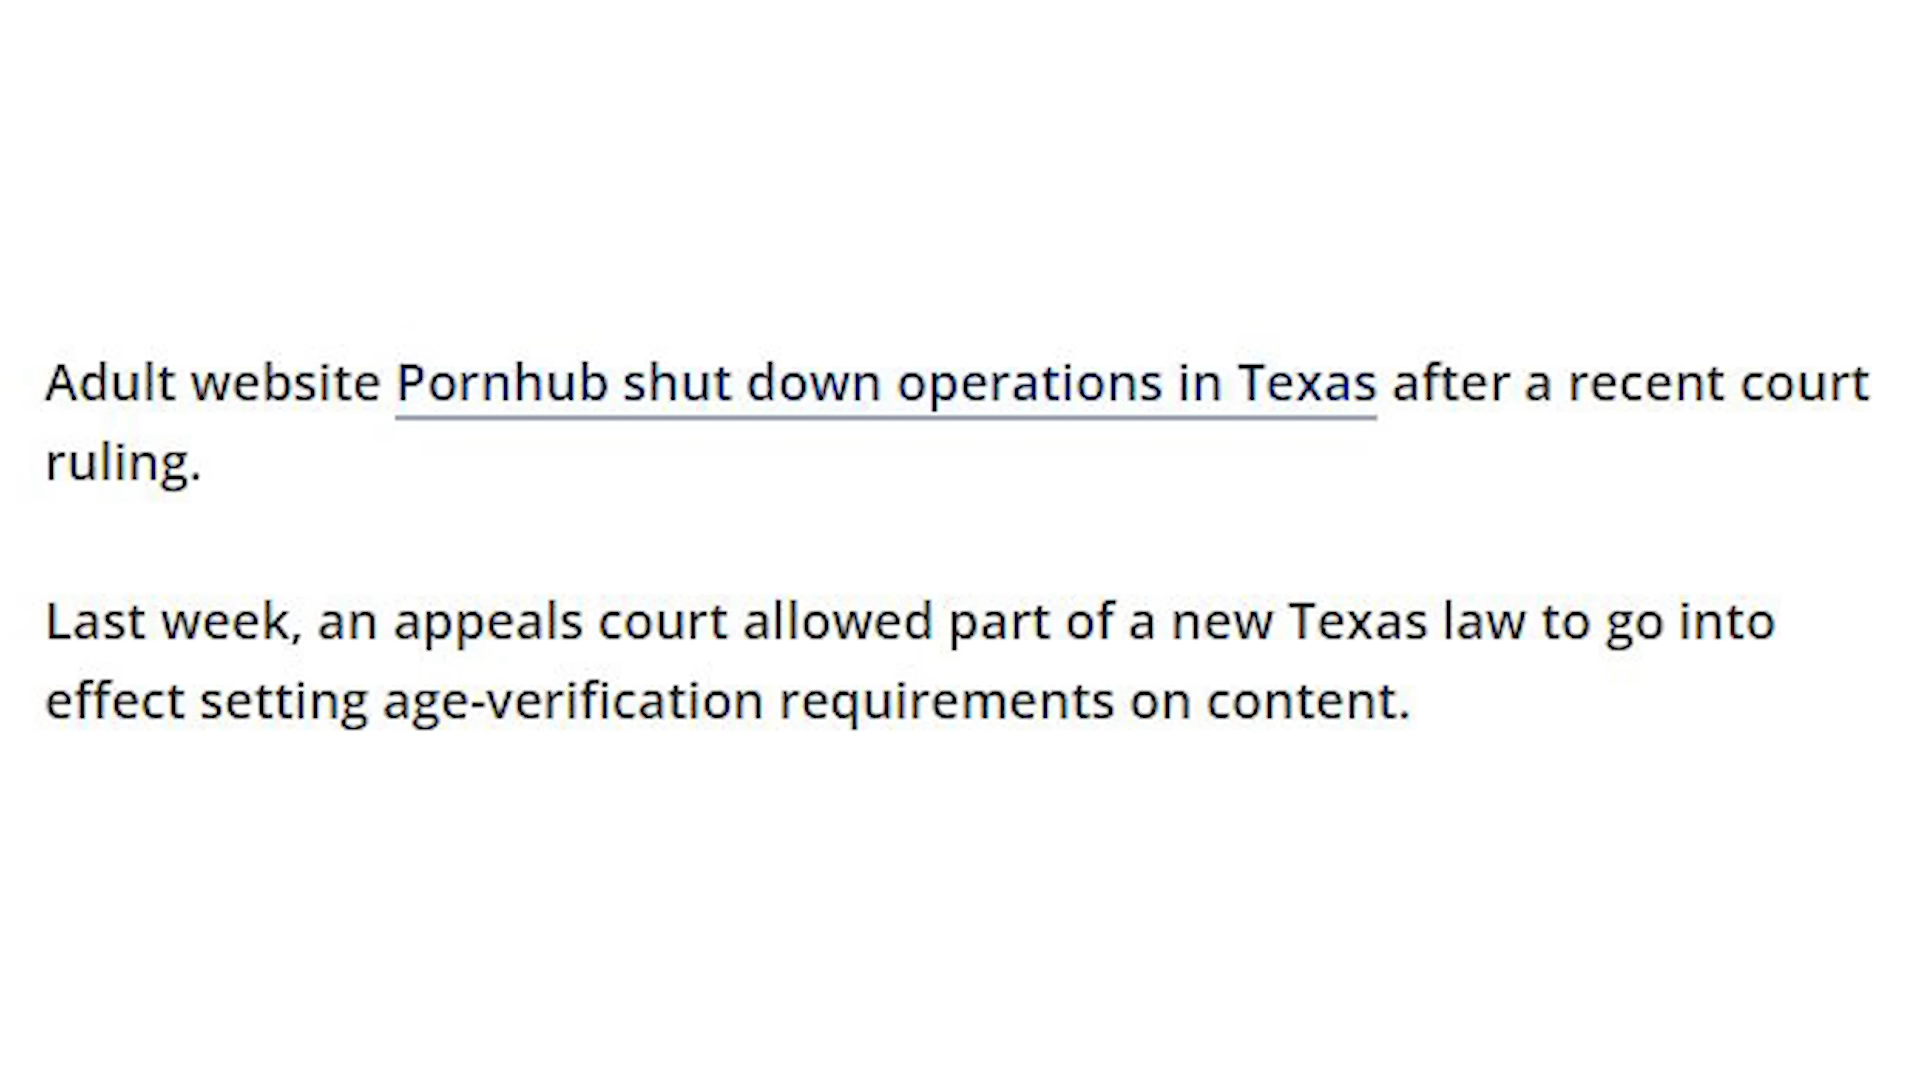 Adult website Pornhub shut down operations in Texas after a recent court
ruling.
Last week, an appeals court allowed part of a new Texas law to go into
effect setting age-verification requirements on content.